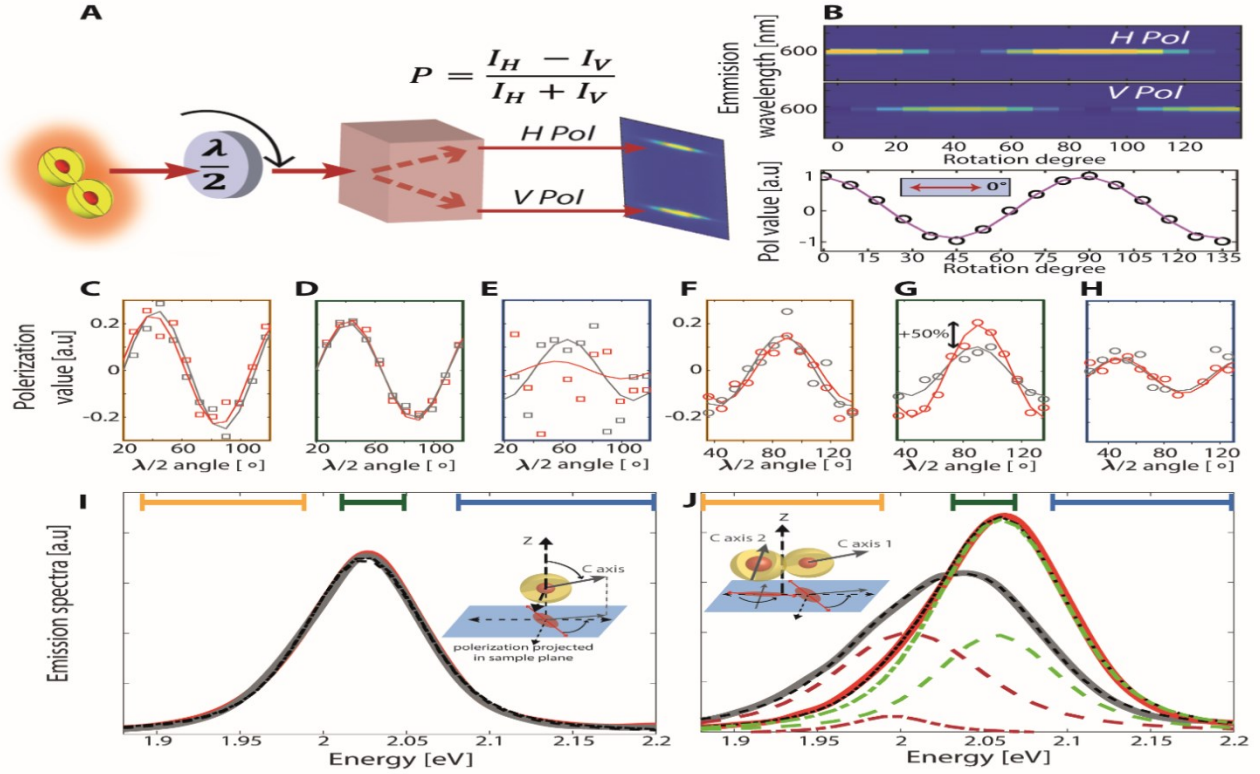 A
P = (I_H − I_V) / (I_H + I_V)
λ/2
H Pol
V Pol
B
Emmision
wavelength [nm]
600
H Pol
600
V Pol
0 20 40 60 80 100 120
Rotation degree
Pol value [a.u]
1
0
-1
0°
0 15 30 45 60 75 90 105 120 135
Rotation degree
C
D
E
F
G
H
Polerization
value [a.u]
0.2
0
-0.2
20 60 100
λ/2 angle [ ° ]
20 60 100
λ/2 angle [ ° ]
20 60 100
λ/2 angle [ ° ]
0.2
0
-0.2
40 80 120
λ/2 angle [ ° ]
+50%
40 80 120
λ/2 angle [ ° ]
40 80 120
λ/2 angle [ ° ]
I
Emission spectra [a.u]
Z
C axis
polerization projected
in sample plane
1.9 1.95 2 2.05 2.1 2.15 2.2
Energy [eV]
J
Z
C axis 2
C axis 1
1.9 1.95 2 2.05 2.1 2.15 2.2
Energy [eV]